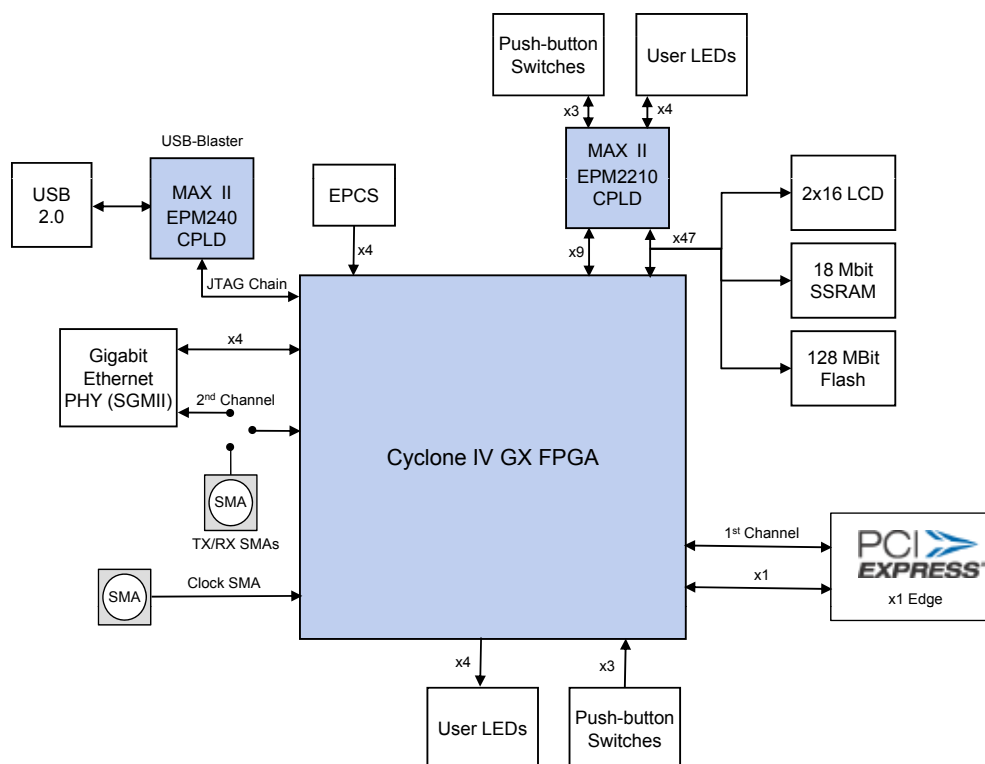 Push-button
Switches
User LEDs
x3
x4
USB-Blaster
MAX II
EPM2210
CPLD
USB
2.0
MAX II
EPM240
CPLD
EPCS
2x16 LCD
x4
x9
x47
18 Mbit
SSRAM
JTAG Chain
x4
Gigabit
Ethernet
PHY (SGMII)
128 MBit
Flash
2nd Channel
Cyclone IV GX FPGA
SMA
TX/RX SMAs
1st Channel
PCI
EXPRESS
x1
x1 Edge
Clock SMA
SMA
x4
x3
User LEDs
Push-button
Switches